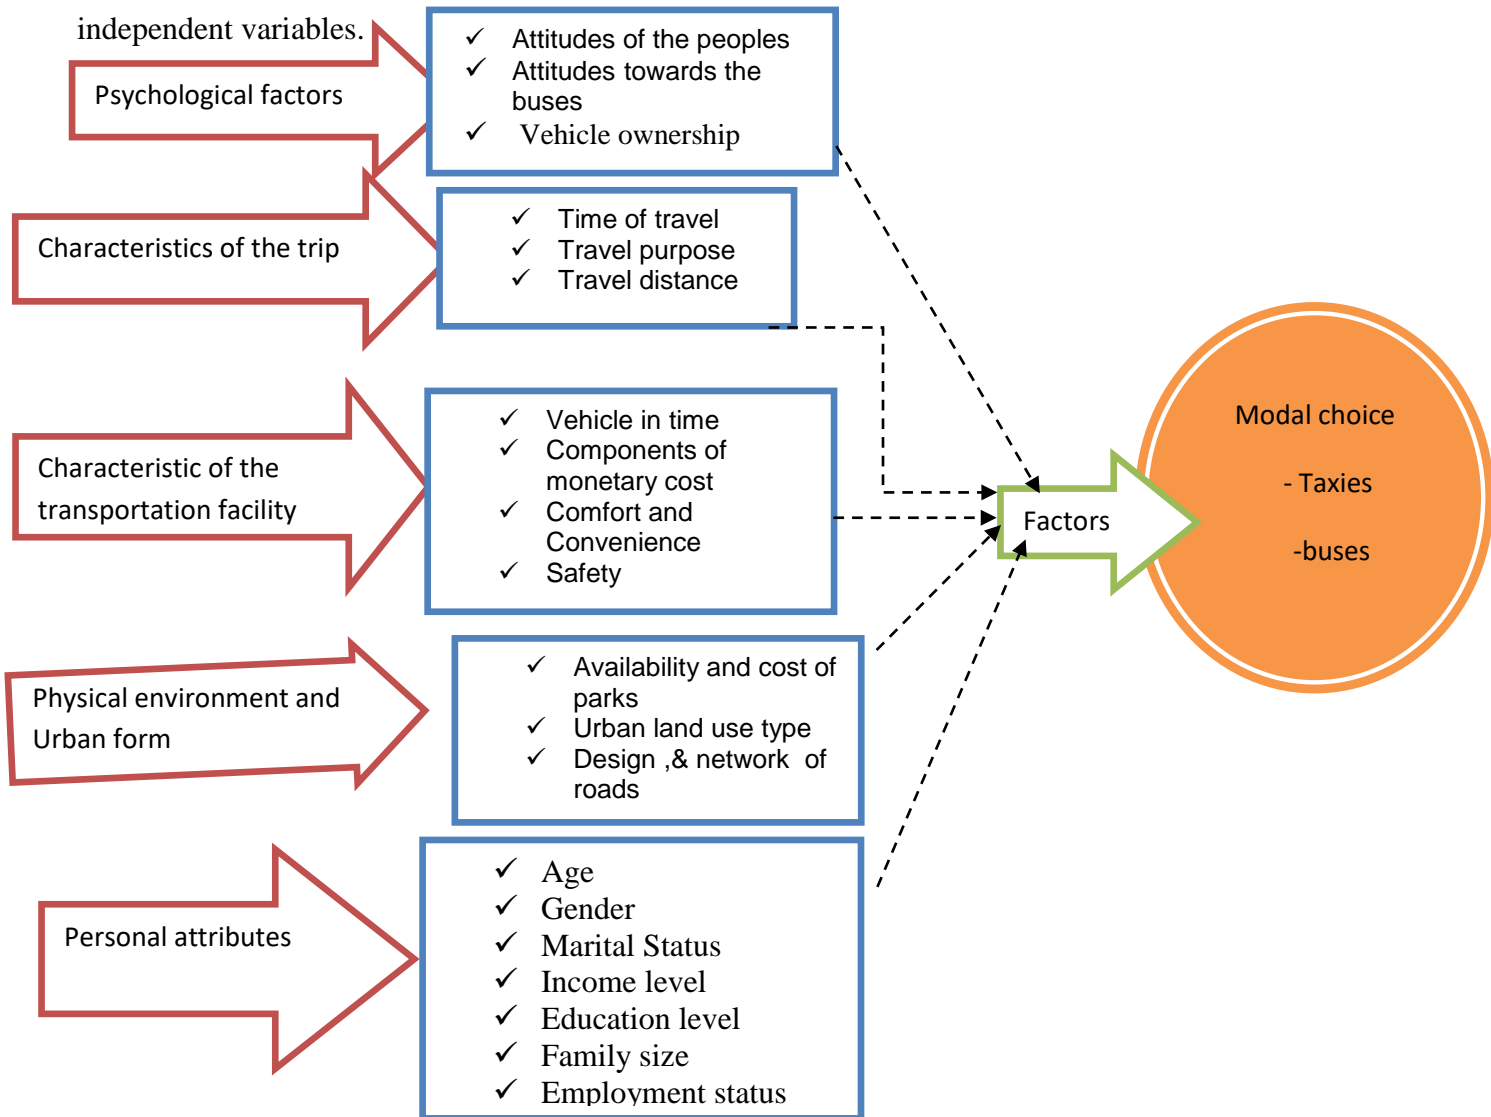 independent variables.
Psychological factors
✓ Attitudes of the peoples
✓ Attitudes towards the
buses
✓ Vehicle ownership
Characteristics of the trip
✓ Time of travel
✓ Travel purpose
✓ Travel distance
Characteristic of the
transportation facility
✓ Vehicle in time
✓ Components of
monetary cost
✓ Comfort and
Convenience
✓ Safety
Physical environment and
Urban form
✓ Availability and cost of
parks
✓ Urban land use type
✓ Design ,& network of
roads
Personal attributes
✓ Age
✓ Gender
✓ Marital Status
✓ Income level
✓ Education level
✓ Family size
✓ Employment status
Factors
Modal choice
- Taxies
-buses